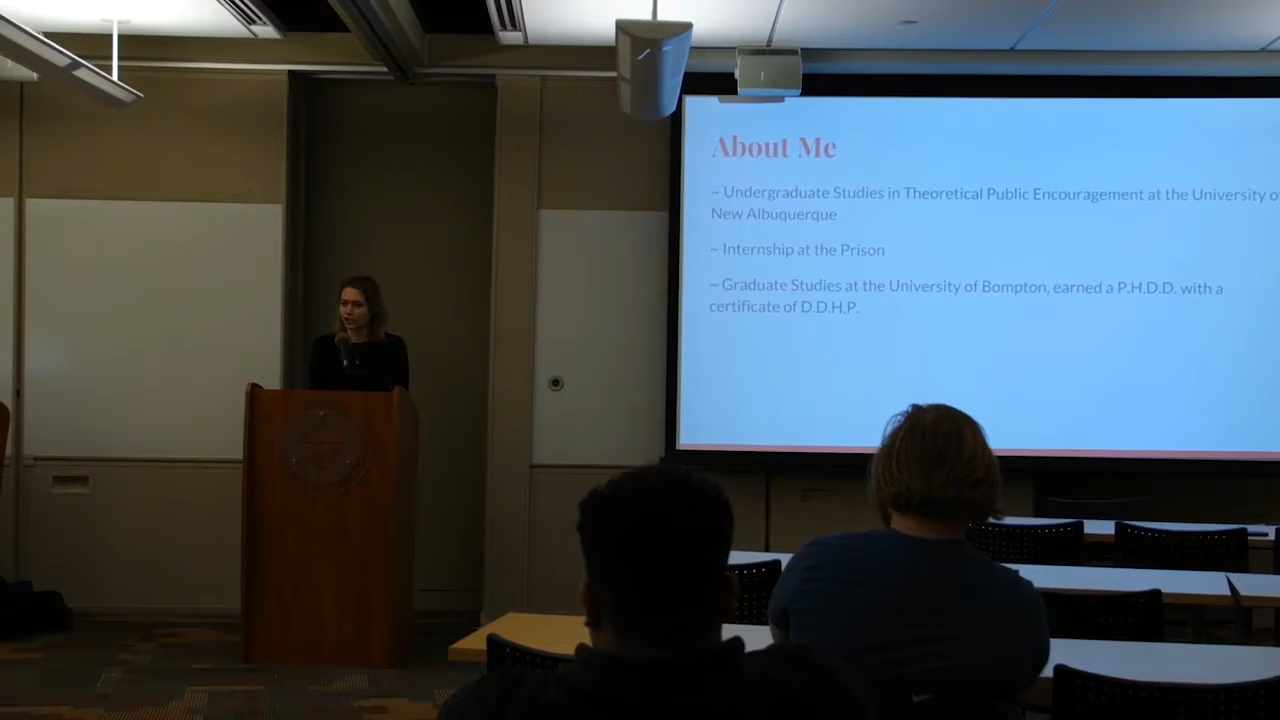 About Me
~ Undergraduate Studies in Theoretical Public Encouragement at the University o
New Albuquerque
~ Internship at the Prison
~ Graduate Studies at the University of Bompton, earned a P.H.D.D. with a
certificate of D.D.H.P.